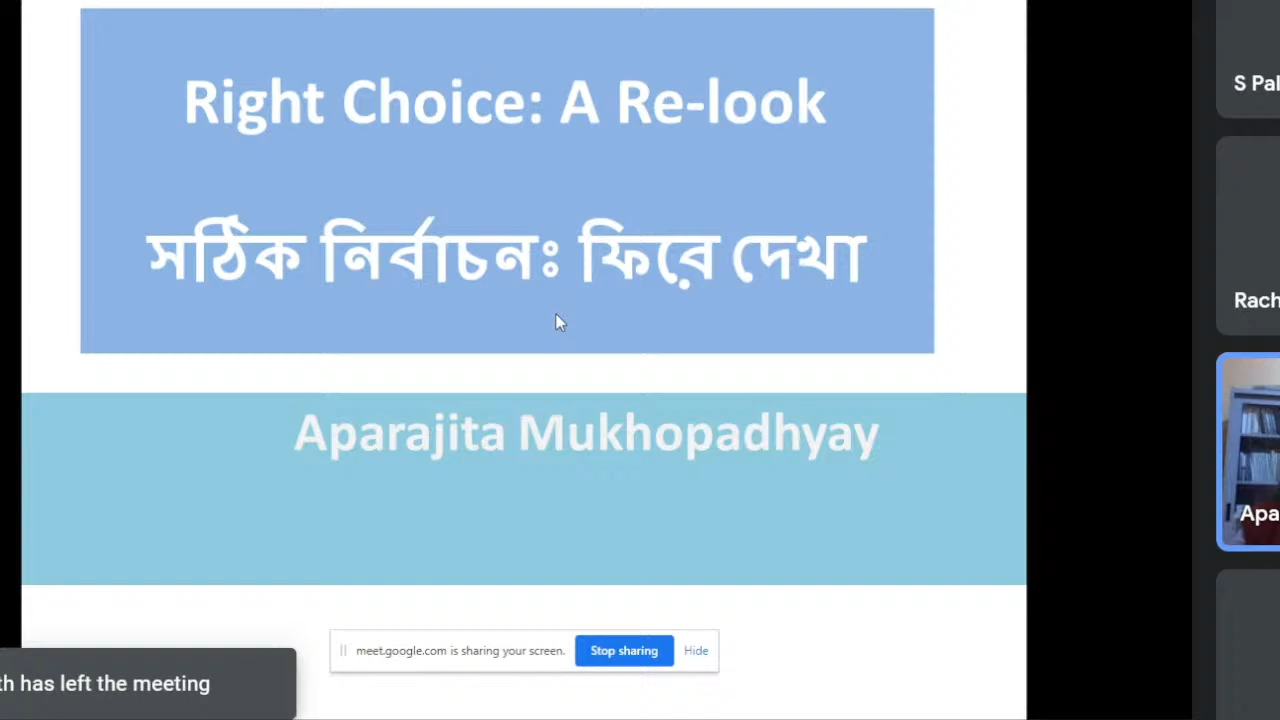 Right Choice: A Re-look
সঠিক নির্বাচনঃ ফিরে দেখা
Aparajita Mukhopadhyay
meet.google.com is sharing your screen.
Stop sharing
Hide
th has left the meeting
S Pal
Rach
Apa